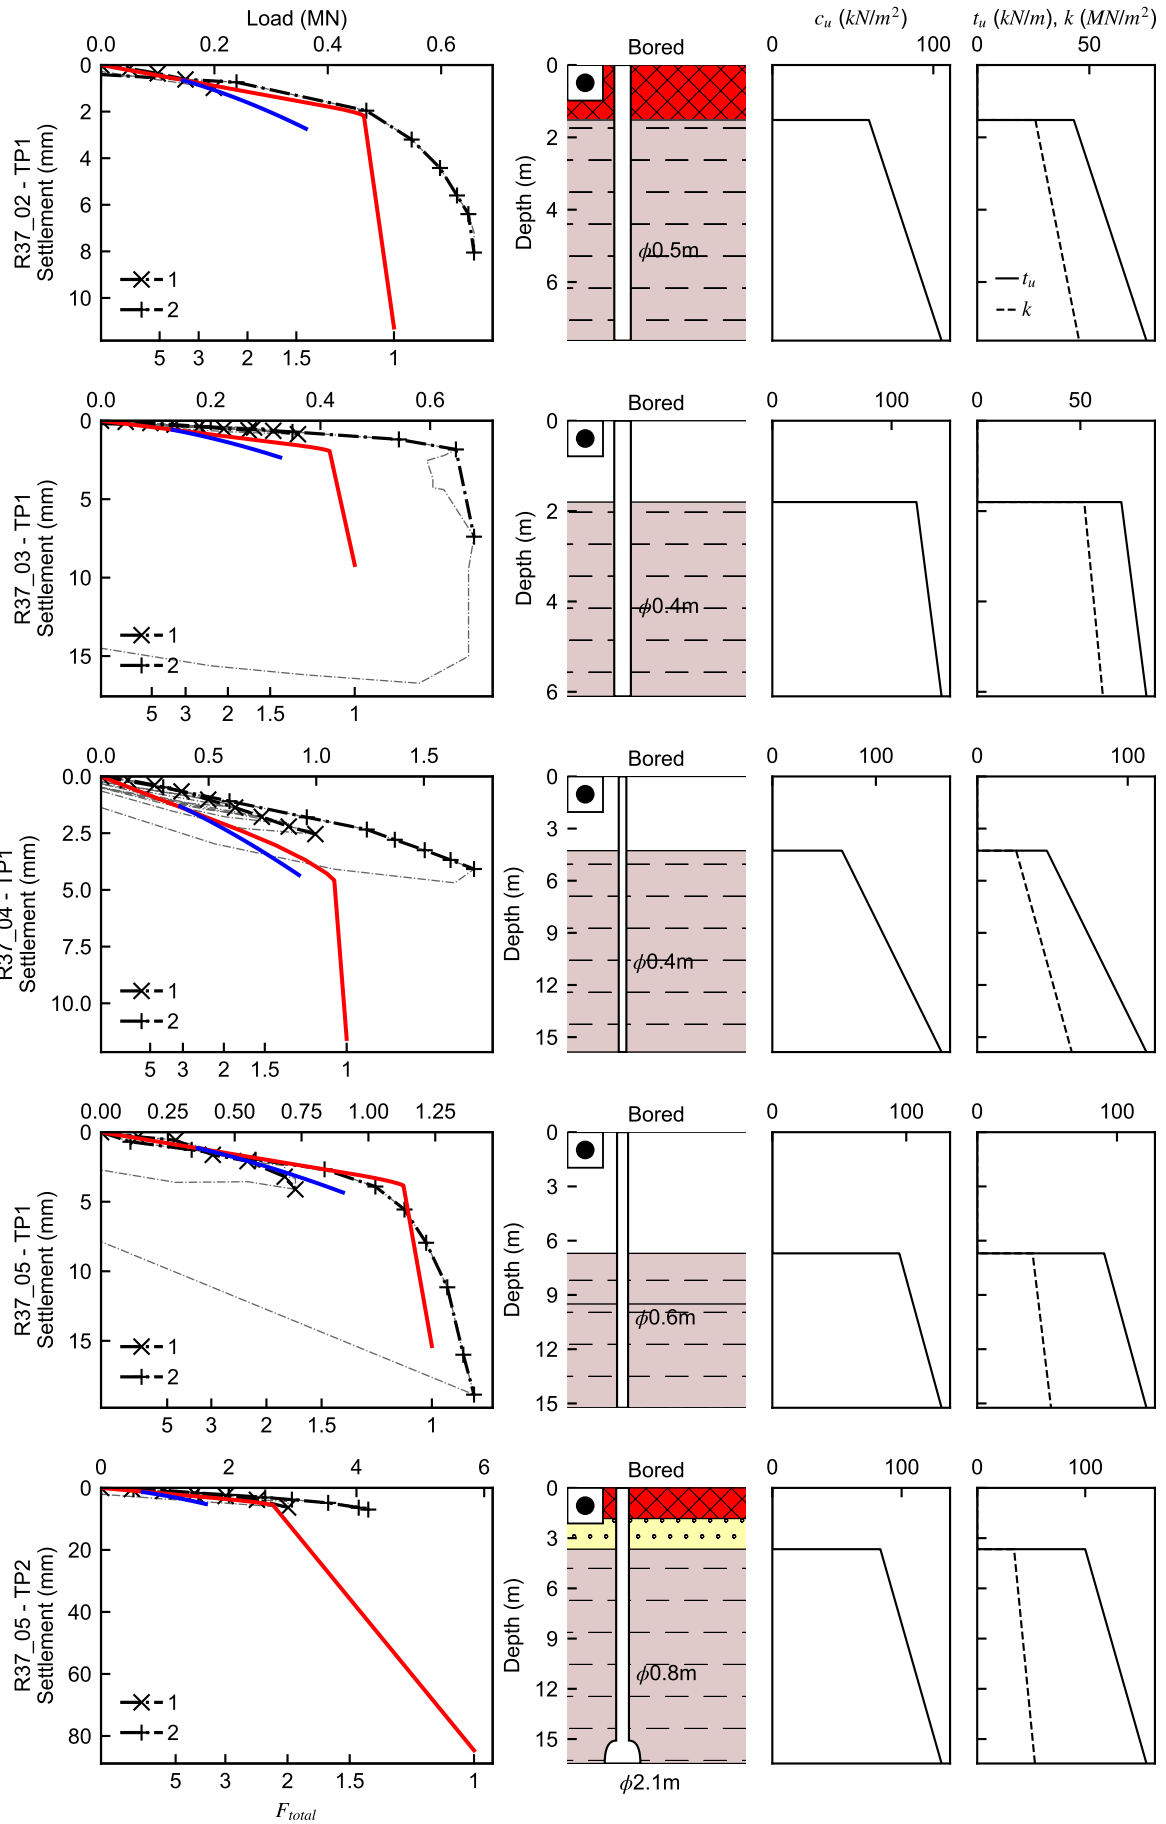 Load (MN)
c_u (kN/m²)
t_u (kN/m), k (MN/m²)
0.0 0.2 0.4 0.6
Bored
0 100
0 50
R37_02 - TP1
Settlement (mm)
0
2
4
6
8
10
1
2
5 3 2 1.5 1
Depth (m)
0
2
4
6
ϕ0.5m
t_u
k
0.0 0.2 0.4 0.6
Bored
0 100
0 50
R37_03 - TP1
Settlement (mm)
0
5
10
15
1
2
5 3 2 1.5 1
Depth (m)
0
2
4
6
ϕ0.4m
0.0 0.5 1.0 1.5
Bored
0 100
0 100
R37_04 - TP1
Settlement (mm)
0.0
2.5
5.0
7.5
10.0
1
2
5 3 2 1.5 1
Depth (m)
0
3
6
9
12
15
ϕ0.4m
0.00 0.25 0.50 0.75 1.00 1.25
Bored
0 100
0 100
R37_05 - TP1
Settlement (mm)
0
5
10
15
1
2
5 3 2 1.5 1
Depth (m)
0
3
6
9
12
15
ϕ0.6m
0 2 4 6
Bored
0 100
0 100
R37_05 - TP2
Settlement (mm)
0
20
40
60
80
1
2
5 3 2 1.5 1
F_total
Depth (m)
0
3
6
9
12
15
ϕ0.8m
ϕ2.1m